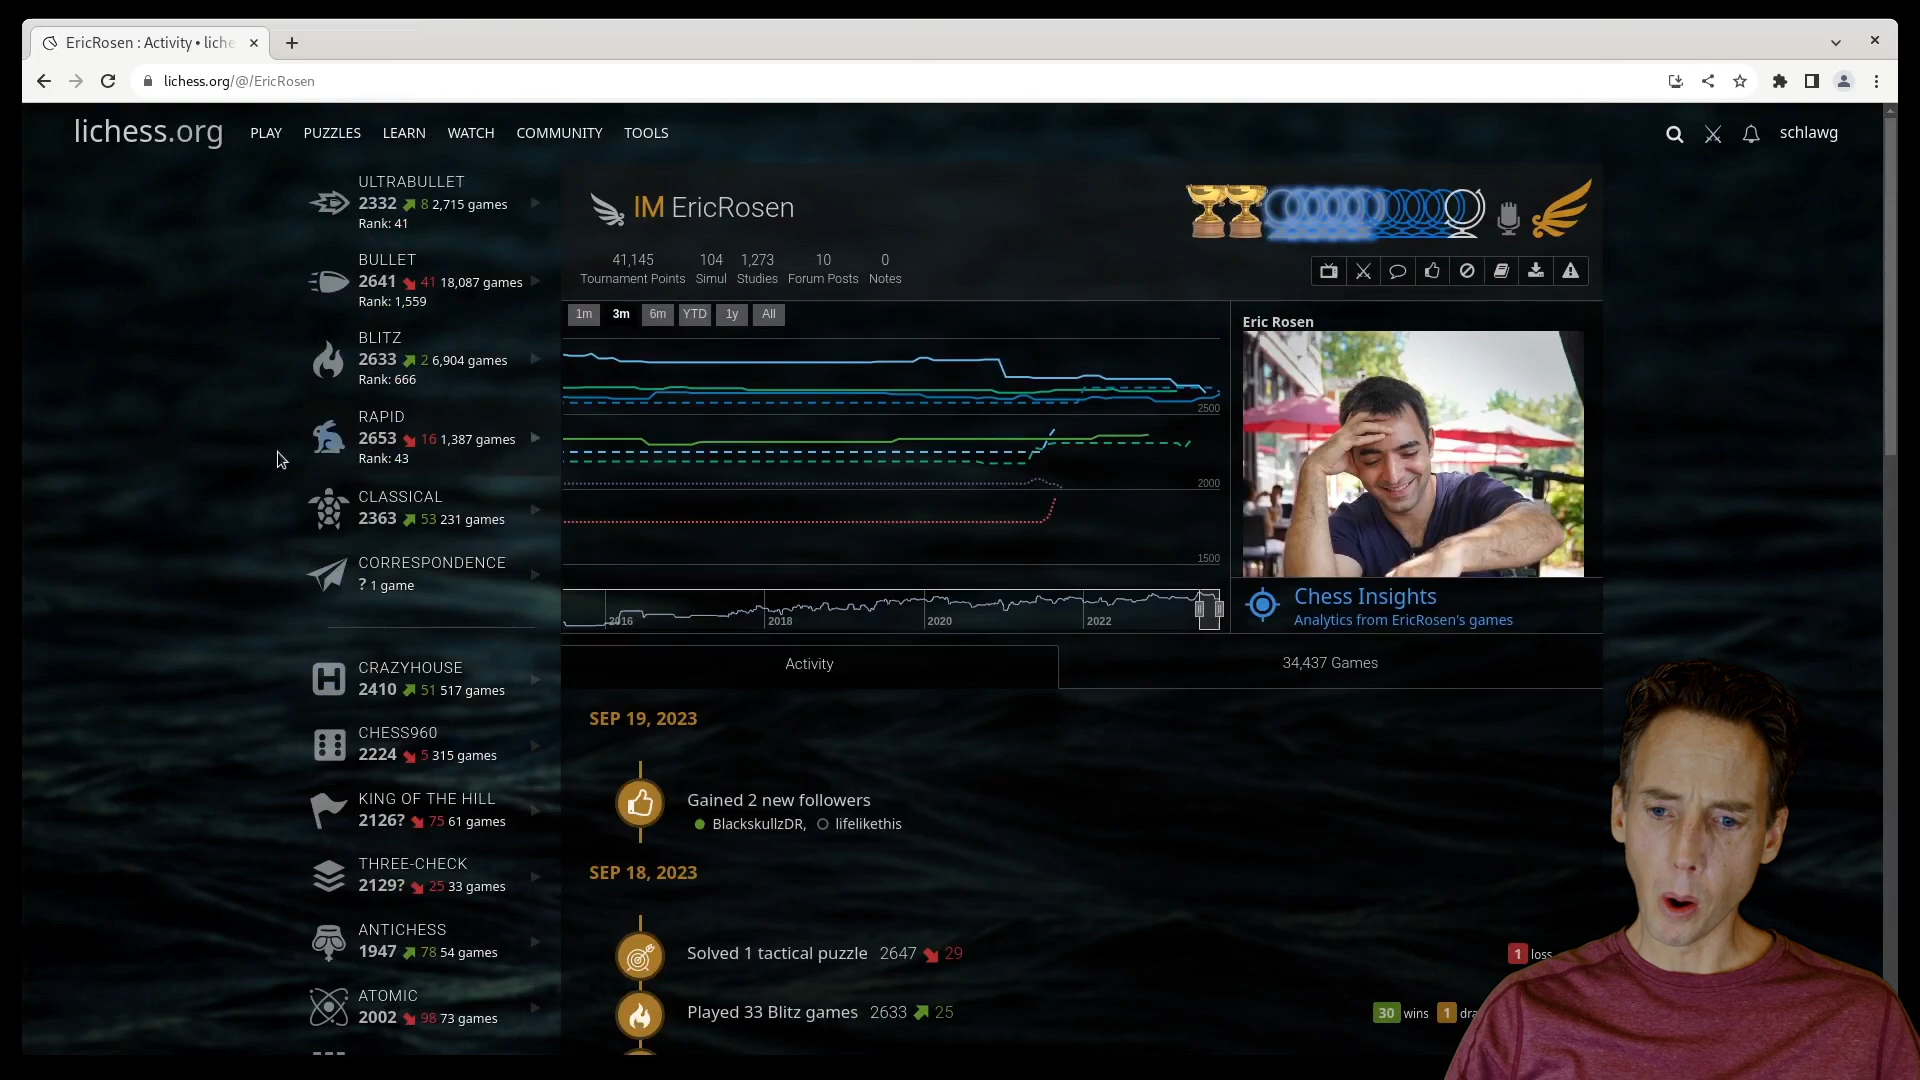 EricRosen : Activity • liche
lichess.org/@/EricRosen
lichess.org PLAY PUZZLES LEARN WATCH COMMUNITY TOOLS schlawg
ULTRABULLET
2332 8 2,715 games
Rank: 41
BULLET
2641 41 18,087 games
Rank: 1,559
BLITZ
2633 2 6,904 games
Rank: 666
RAPID
2653 16 1,387 games
Rank: 43
CLASSICAL
2363 53 231 games
CORRESPONDENCE
? 1 game
CRAZYHOUSE
2410 51 517 games
CHESS960
2224 5 315 games
KING OF THE HILL
2126? 75 61 games
THREE-CHECK
2129? 25 33 games
ANTICHESS
1947 78 54 games
ATOMIC
2002 98 73 games
IM EricRosen
41,145 104 1,273 10 0
Tournament Points Simul Studies Forum Posts Notes
1m 3m 6m YTD 1y All
2500
2000
1500
2016 2018 2020 2022
Eric Rosen
Chess Insights
Analytics from EricRosen's games
Activity 34,437 Games
SEP 19, 2023
Gained 2 new followers
BlackskullzDR, lifelikethis
SEP 18, 2023
Solved 1 tactical puzzle 2647 29 1 loss
Played 33 Blitz games 2633 25 30 wins 1 dra